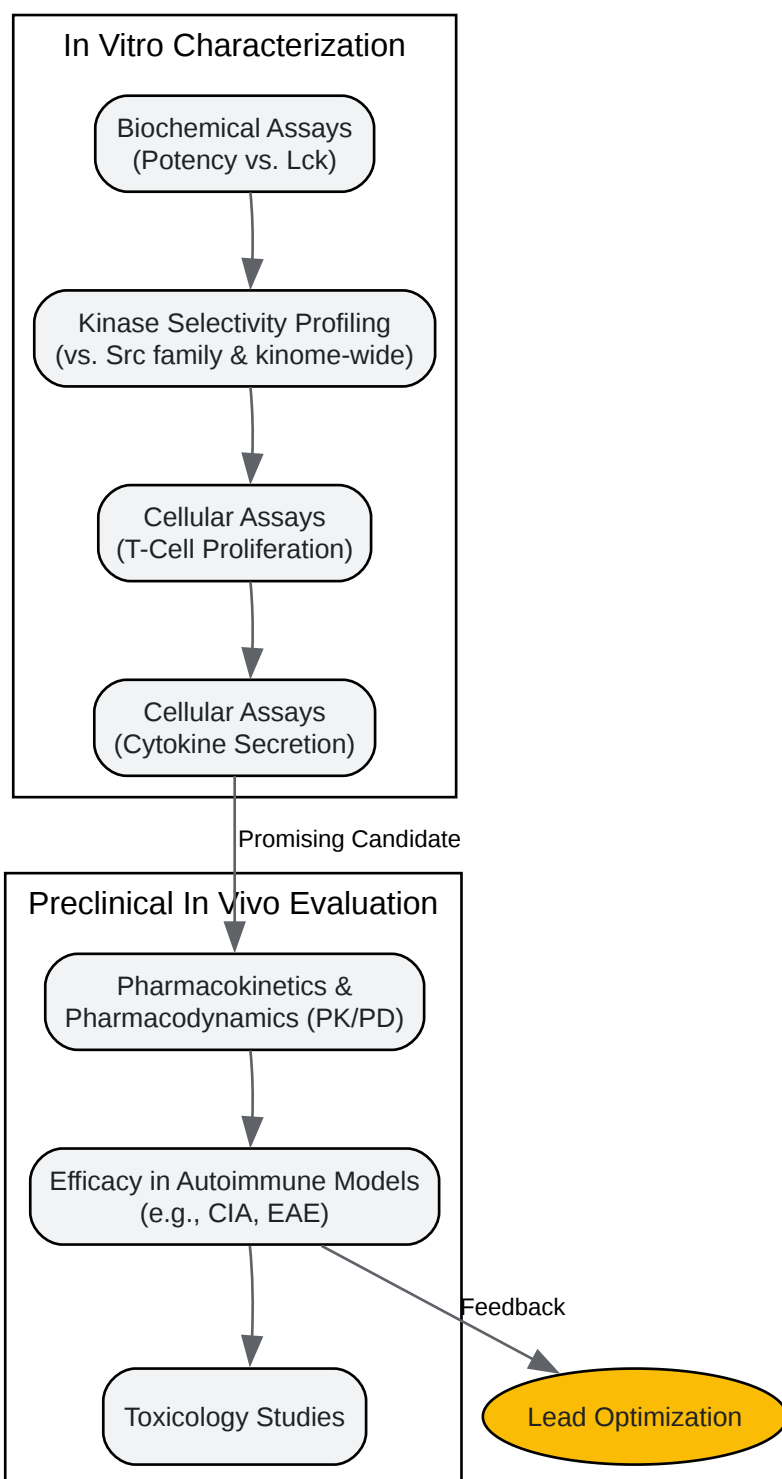 In Vitro Characterization
Biochemical Assays
(Potency vs. Lck)
Kinase Selectivity Profiling
(vs. Src family & kinome-wide)
Cellular Assays
(T-Cell Proliferation)
Cellular Assays
(Cytokine Secretion)
Promising Candidate
Preclinical In Vivo Evaluation
Pharmacokinetics &
Pharmacodynamics (PK/PD)
Efficacy in Autoimmune Models
(e.g., CIA, EAE)
Feedback
Toxicology Studies
Lead Optimization